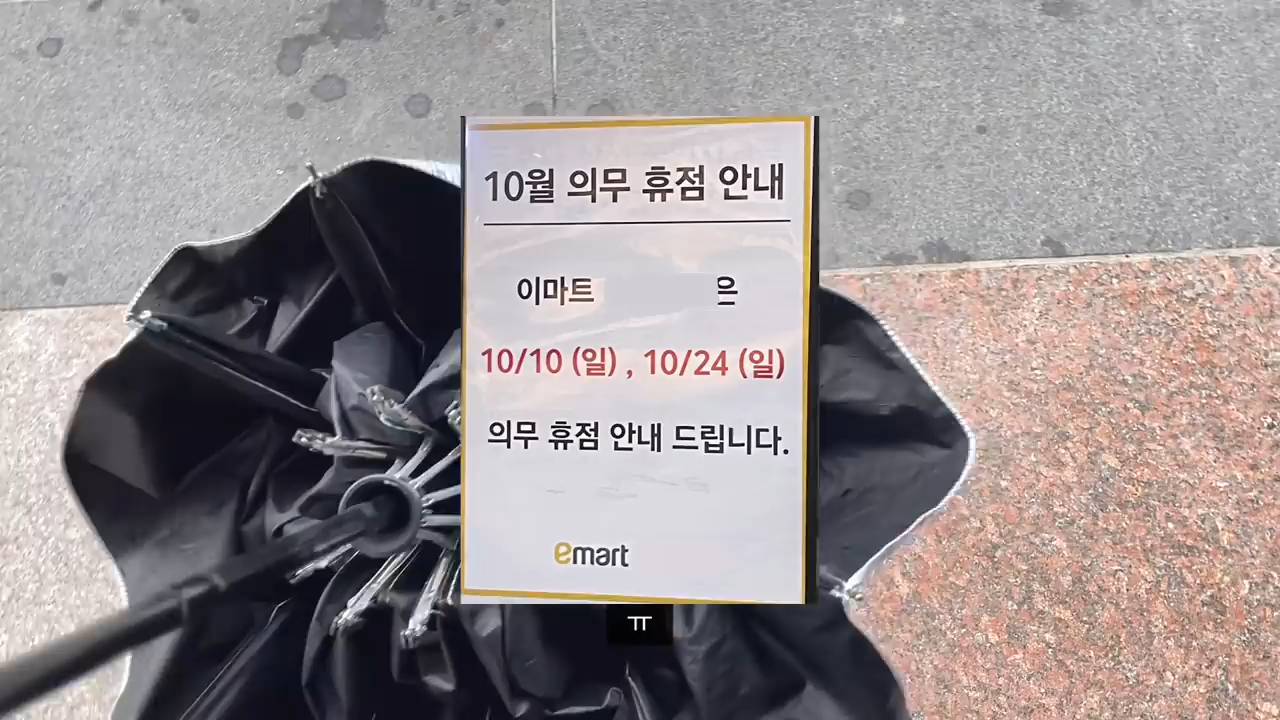 10월 의무 휴점 안내
이마트 은
10/10 (일) , 10/24 (일)
의무 휴점 안내 드립니다.
emart
ㅠ